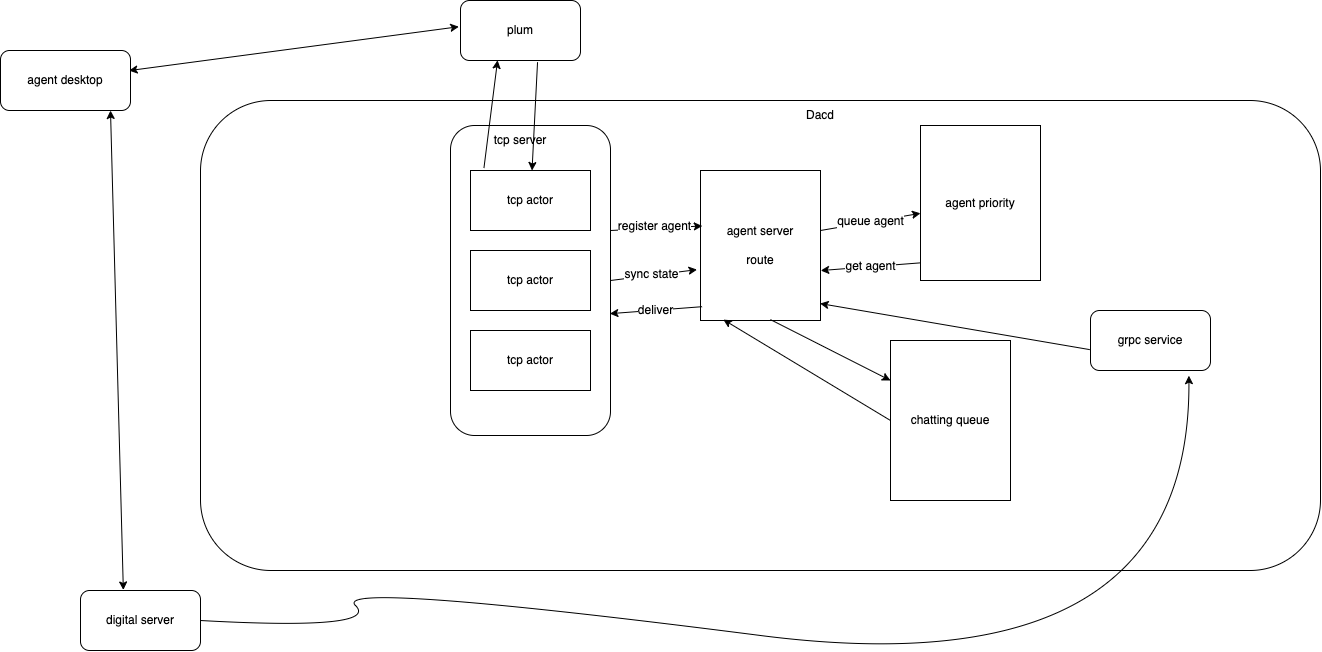 plum
agent desktop
Dacd
tcp server
tcp actor
agent server
route
agent priority
register agent
queue agent
get agent
tcp actor
sync state
deliver
grpc service
tcp actor
chatting queue
digital server